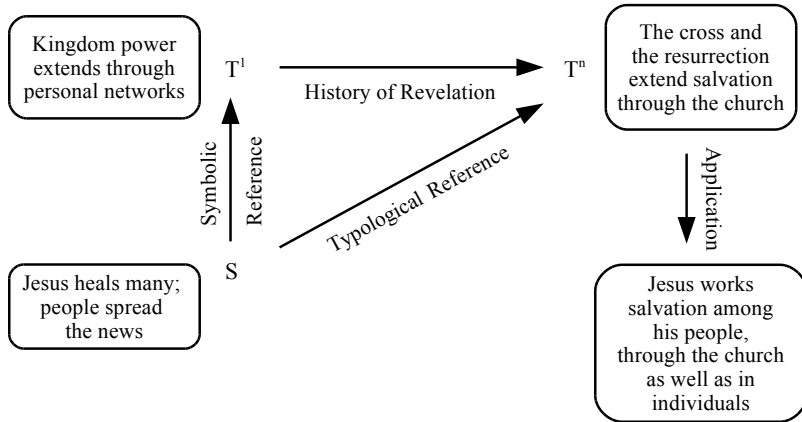 Kingdom power
extends through
personal networks
T¹
History of Revelation
Tⁿ
The cross and
the resurrection
extend salvation
through the church
Symbolic
Reference
Typological Reference
Application
S
Jesus heals many;
people spread
the news
Jesus works
salvation among
his people,
through the church
as well as in
individuals